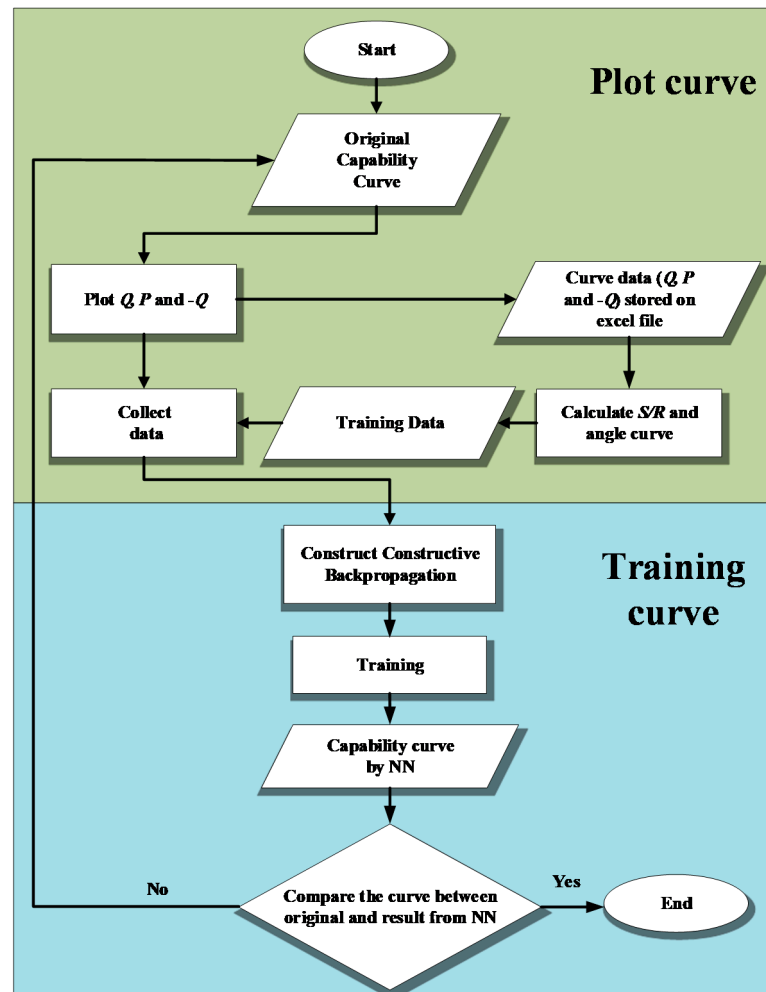 Start
Plot curve
Original
Capability
Curve
Plot Q, P and -Q
Curve data (Q, P
and -Q) stored on
excel file
Collect
data
Training Data
Calculate S/R and
angle curve
Construct Constructive
Backpropagation
Training
curve
Training
Capability curve
by NN
No
Compare the curve between
original and result from NN
Yes
End